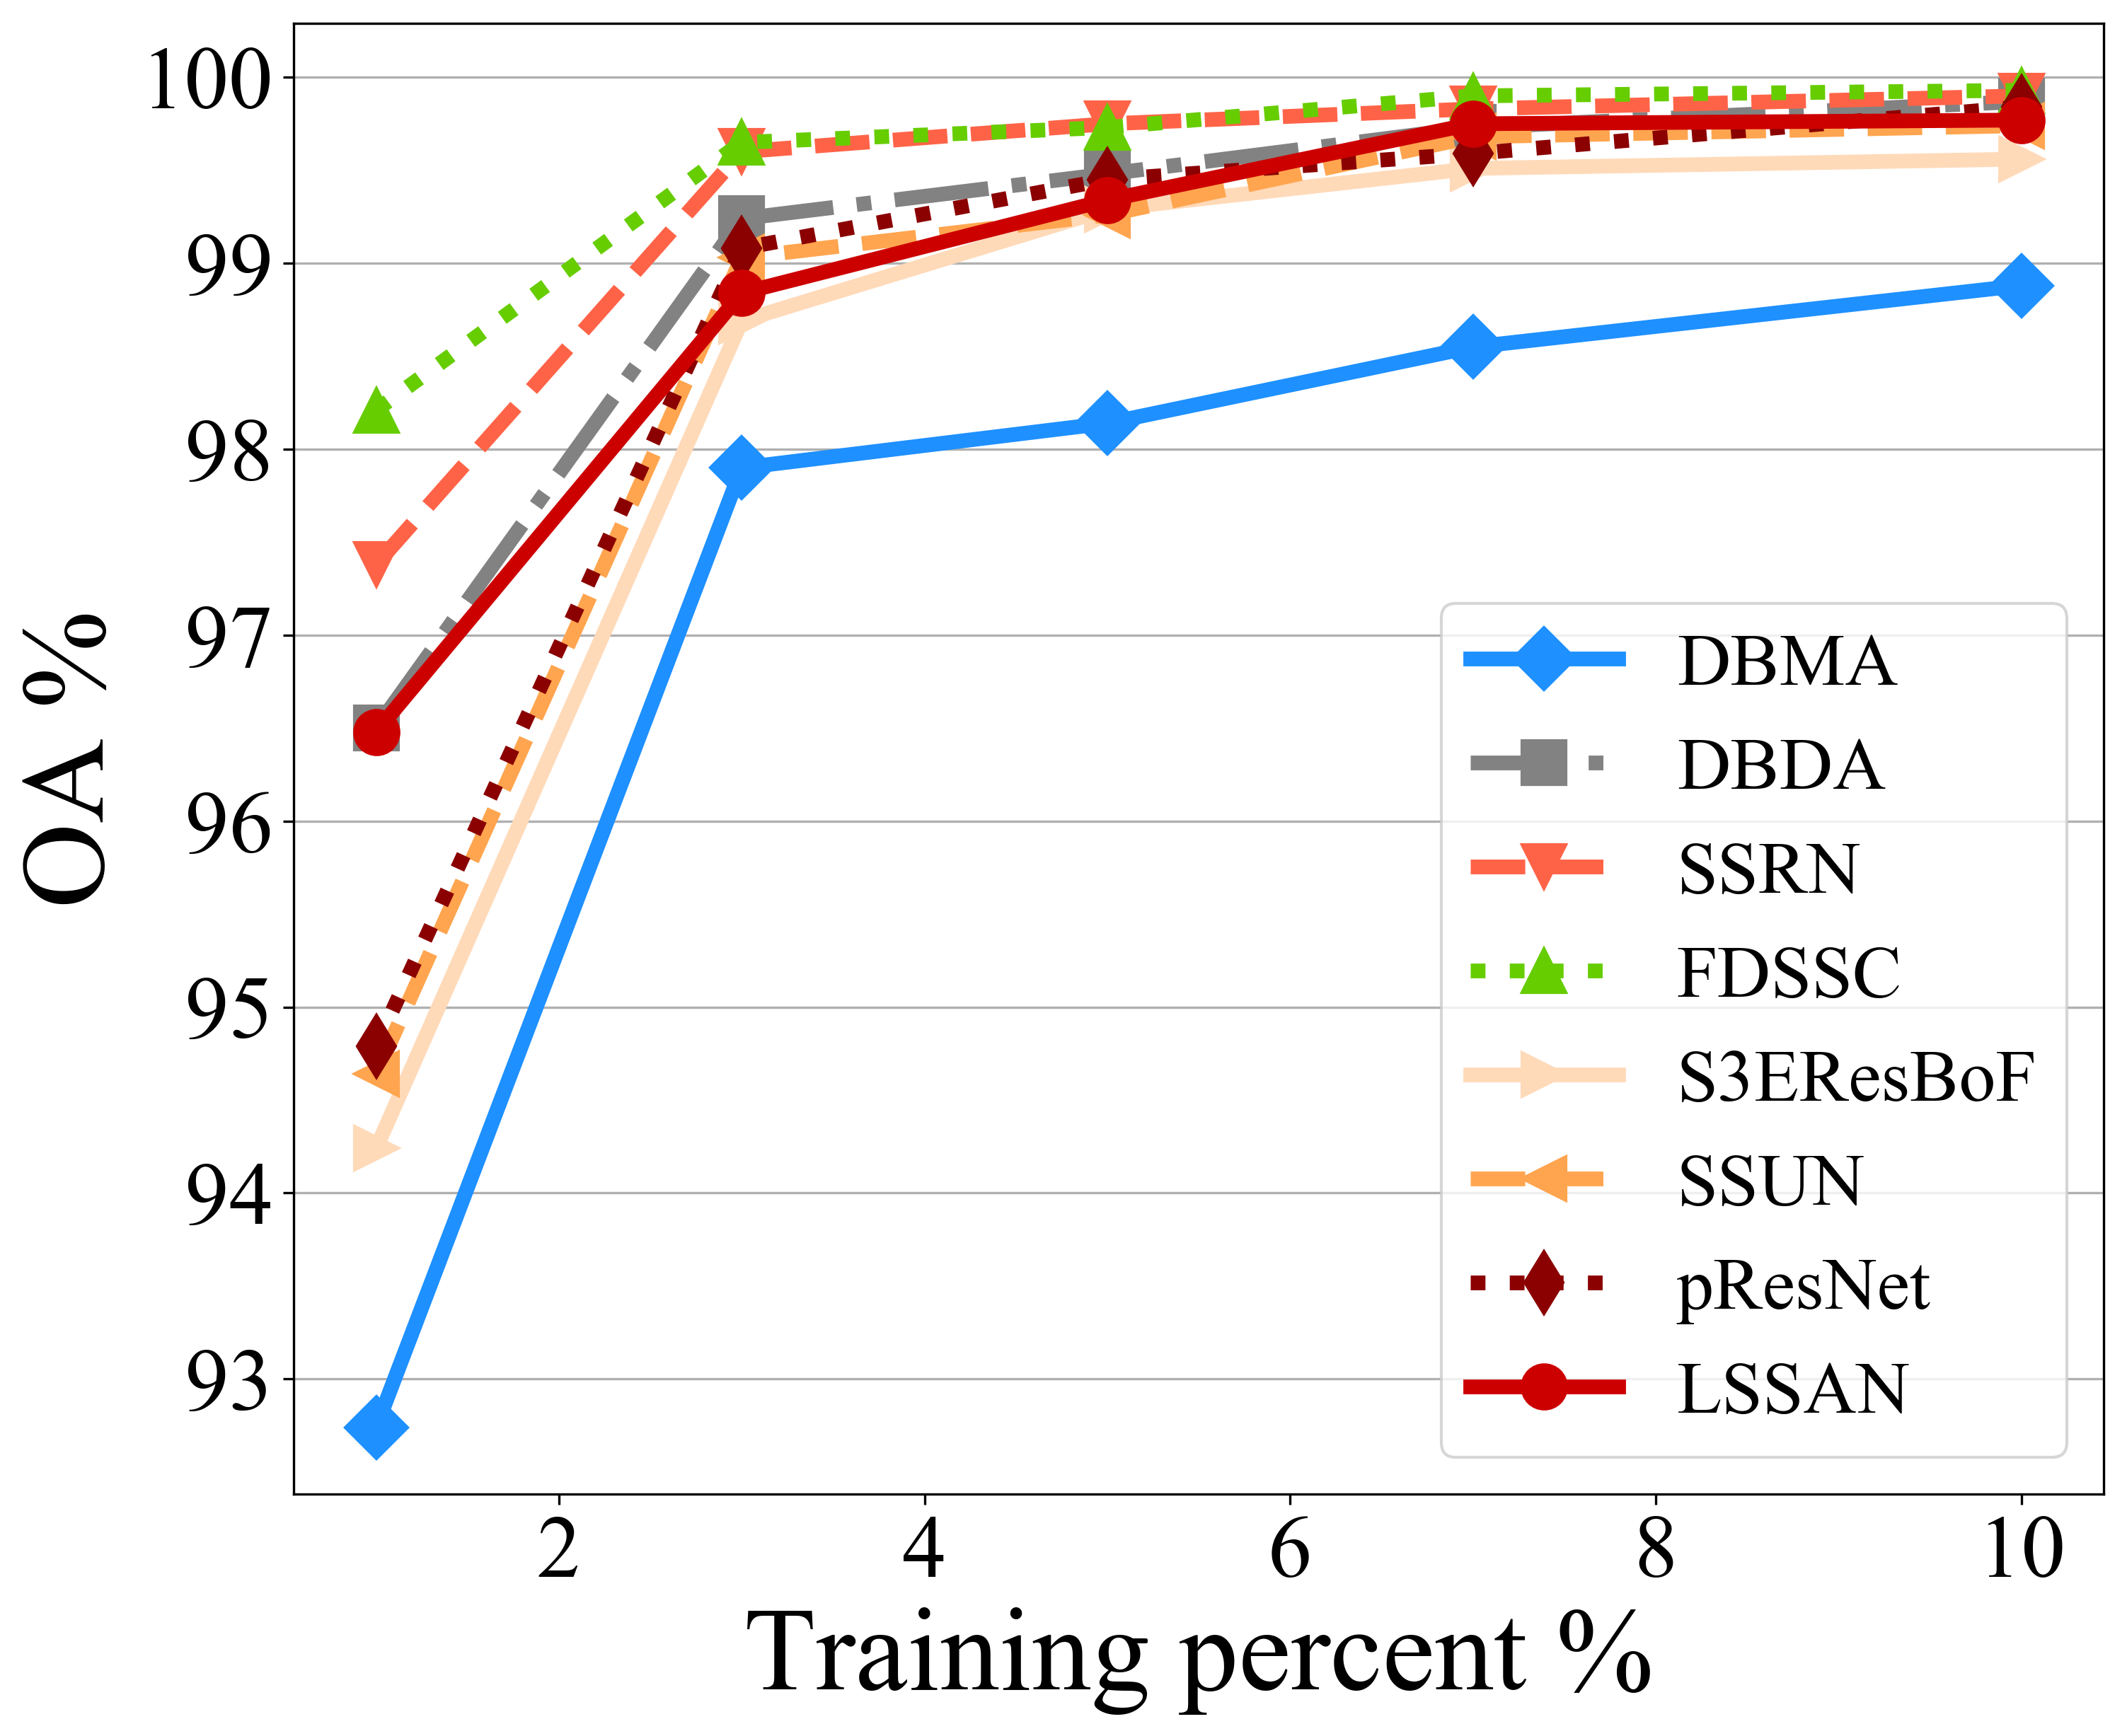 100
99
98
97
96
95
94
93
OA %
2 4 6 8 10
Training percent %
DBMA
DBDA
SSRN
FDSSC
S3EResBoF
SSUN
pResNet
LSSAN